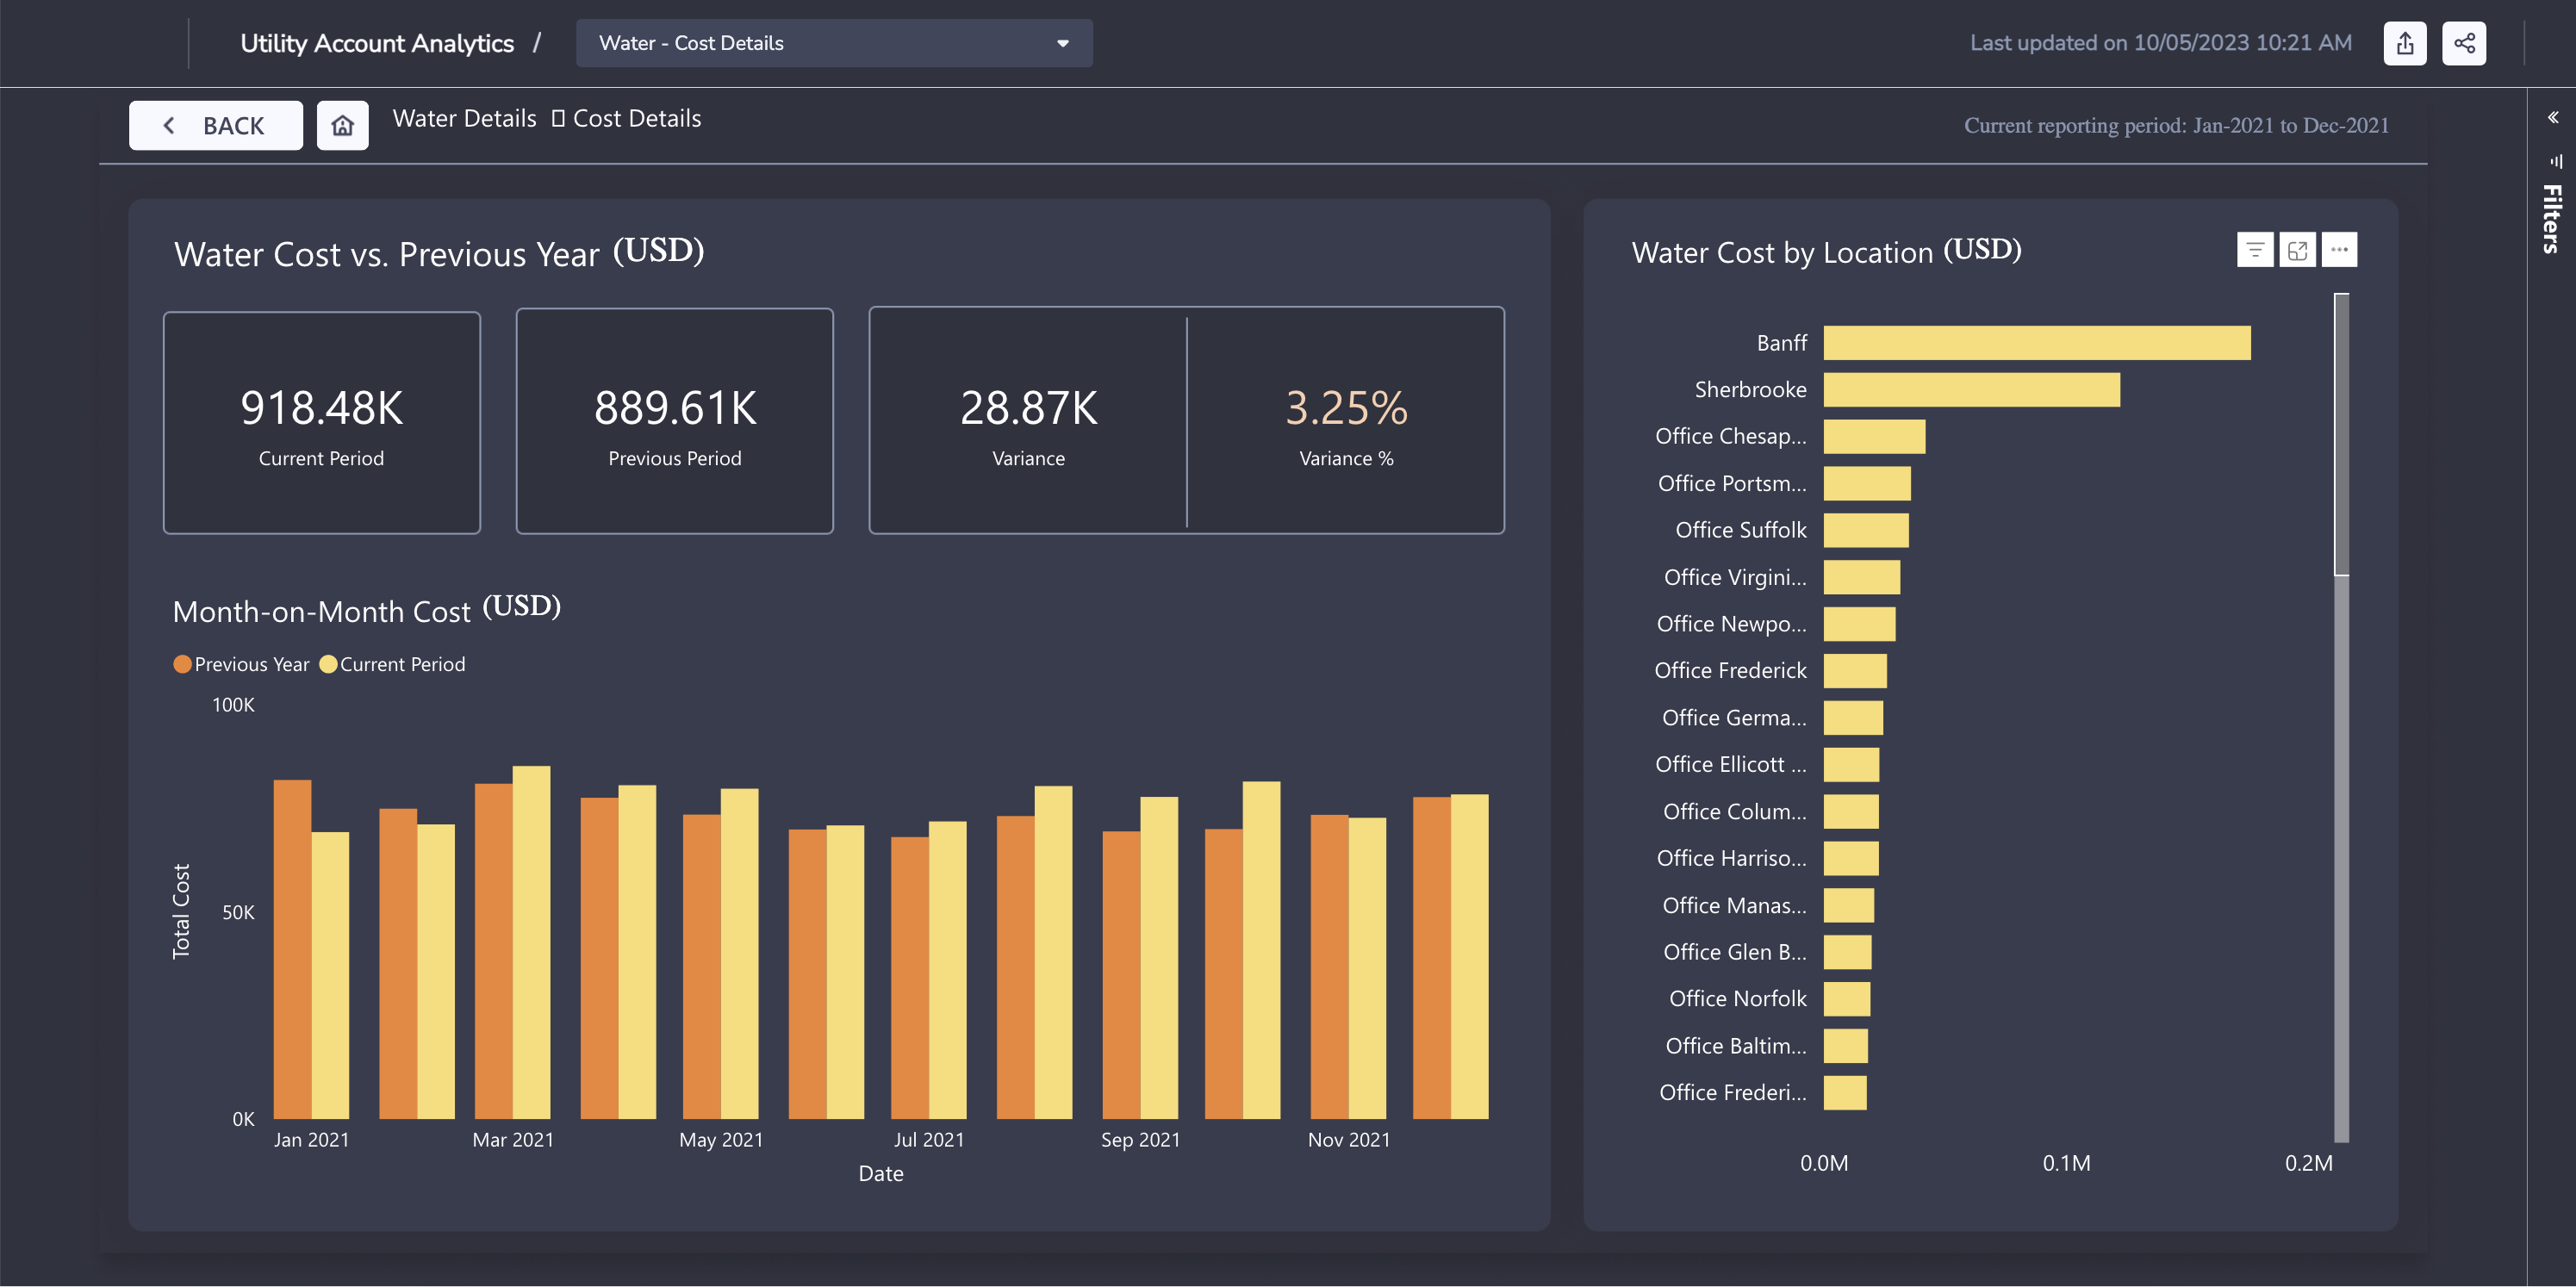 Utility Account Analytics / Water - Cost Details Last updated on 10/05/2023 10:21 AM
BACK Water Details ▯ Cost Details Current reporting period: Jan-2021 to Dec-2021
Filters
Water Cost vs. Previous Year (USD)
918.48K
Current Period
889.61K
Previous Period
28.87K
Variance
3.25%
Variance %
Month-on-Month Cost (USD)
Previous Year Current Period
Total Cost
100K
50K
0K
Jan 2021 Mar 2021 May 2021 Jul 2021 Sep 2021 Nov 2021
Date
Water Cost by Location (USD)
Banff
Sherbrooke
Office Chesap...
Office Portsm...
Office Suffolk
Office Virgini...
Office Newpo...
Office Frederick
Office Germa...
Office Ellicott ...
Office Colum...
Office Harriso...
Office Manas...
Office Glen B...
Office Norfolk
Office Baltim...
Office Frederi...
0.0M 0.1M 0.2M